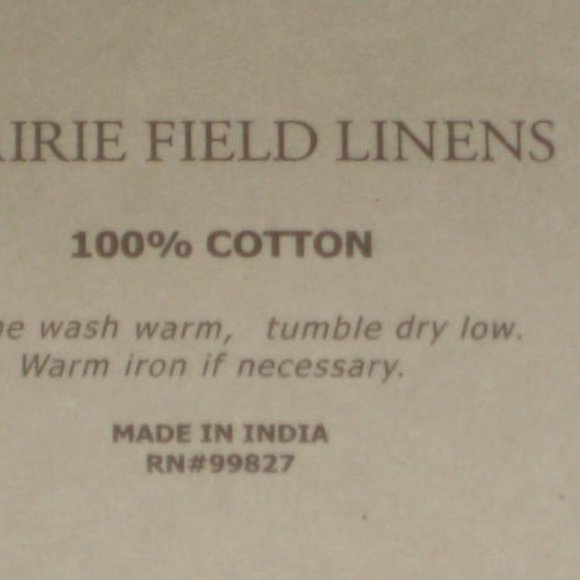 AIRIE FIELD LINENS
100% COTTON
ne wash warm, tumble dry low.
Warm iron if necessary.
MADE IN INDIA
RN#99827